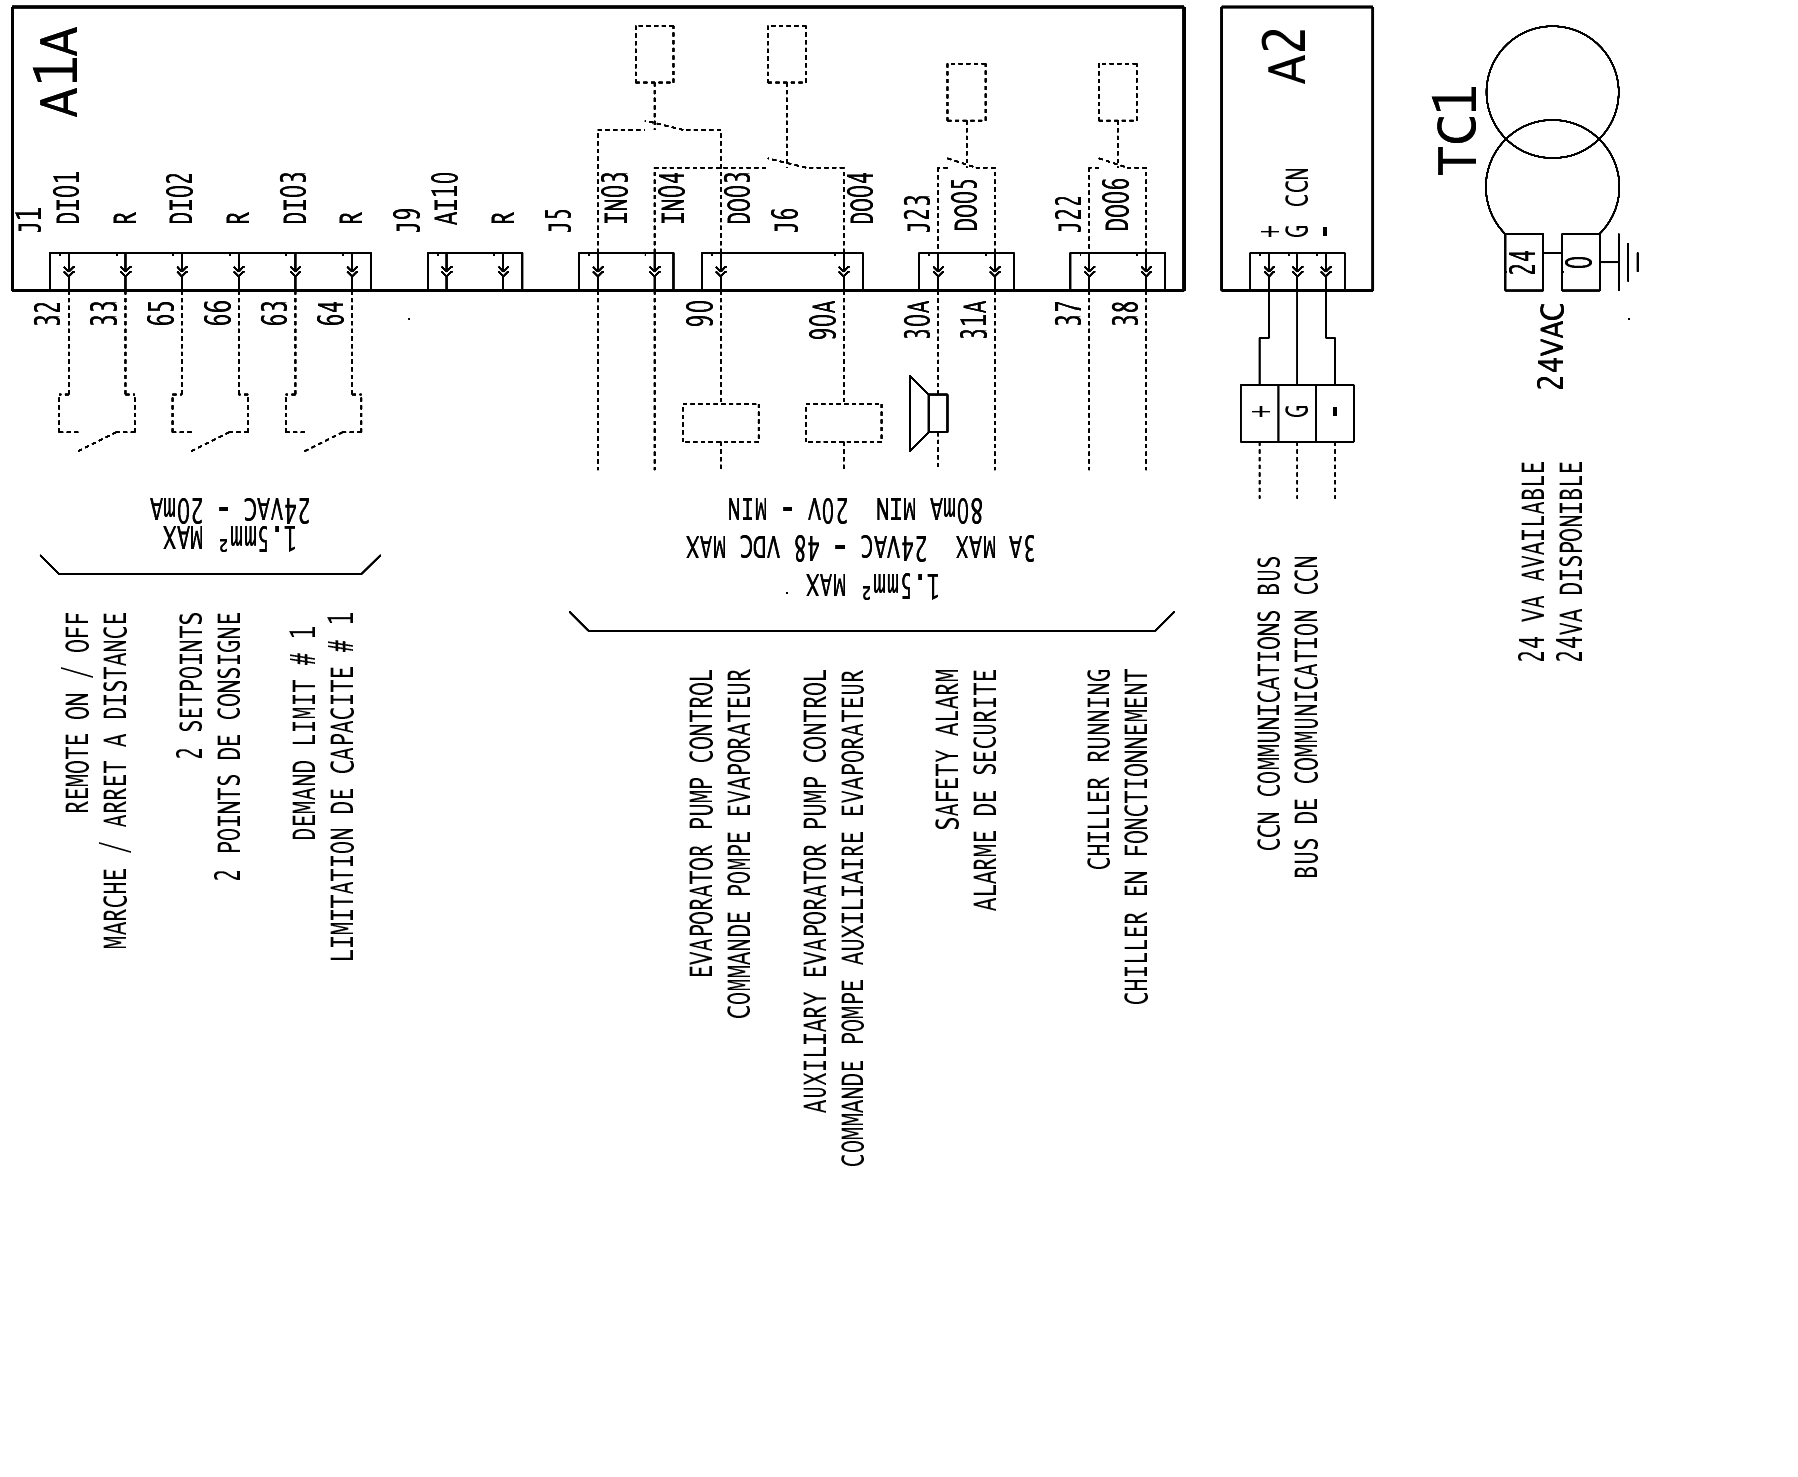 A1A
J1
DI01
R
DI02
R
DI03
R
J9
AI10
R
J5
IN03
IN04
DO03
J6
DO04
J23
DO05
J22
DO06
32
33
65
66
63
64
90
90A
30A
31A
37
38
24VAC - 20mA
1.5mm² MAX
80mA MIN 20V - MIN
3A MAX 24VAC - 48 VDC MAX
1.5mm² MAX
REMOTE ON / OFF
MARCHE / ARRET A DISTANCE
2 SETPOINTS
2 POINTS DE CONSIGNE
DEMAND LIMIT # 1
LIMITATION DE CAPACITE # 1
EVAPORATOR PUMP CONTROL
COMMANDE POMPE EVAPORATEUR
AUXILIARY EVAPORATOR PUMP CONTROL
COMMANDE POMPE AUXILIAIRE EVAPORATEUR
SAFETY ALARM
ALARME DE SECURITE
CHILLER RUNNING
CHILLER EN FONCTIONNEMENT
A2
+
G CCN
-
+
G
-
CCN COMMUNICATIONS BUS
BUS DE COMMUNICATION CCN
TC1
24
0
24VAC
24 VA AVAILABLE
24VA DISPONIBLE